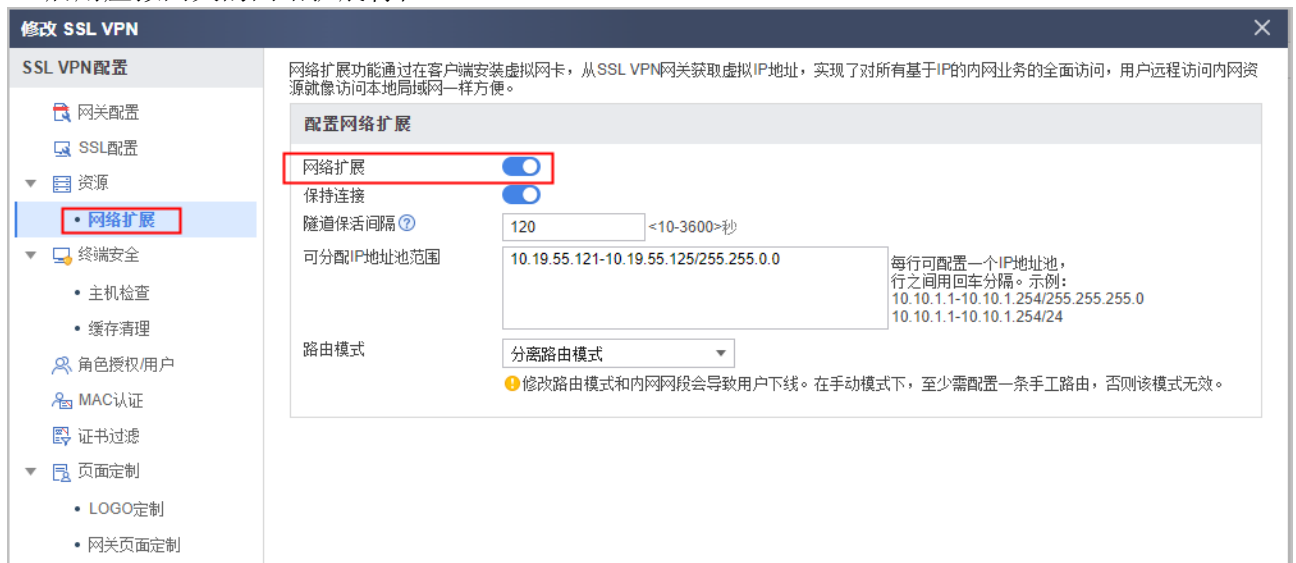 修改 SSL VPN
SSL VPN配置
网关配置
SSL配置
资源
• 网络扩展
终端安全
• 主机检查
• 缓存清理
角色授权/用户
MAC认证
证书过滤
页面定制
• LOGO定制
• 网关页面定制
网络扩展功能通过在客户端安装虚拟网卡，从SSL VPN网关获取虚拟IP地址，实现了对所有基于IP的内网业务的全面访问，用户远程访问内网资
源就像访问本地局域网一样方便。
配置网络扩展
网络扩展
保持连接
隧道保活间隔 ?
120 <10-3600>秒
可分配IP地址池范围
10.19.55.121-10.19.55.125/255.255.0.0
每行可配置一个IP地址池，
行之间用回车分隔。示例：
10.10.1.1-10.10.1.254/255.255.255.0
10.10.1.1-10.10.1.254/24
路由模式
分离路由模式
修改路由模式和内网网段会导致用户下线。在手动模式下，至少需配置一条手工路由，否则该模式无效。